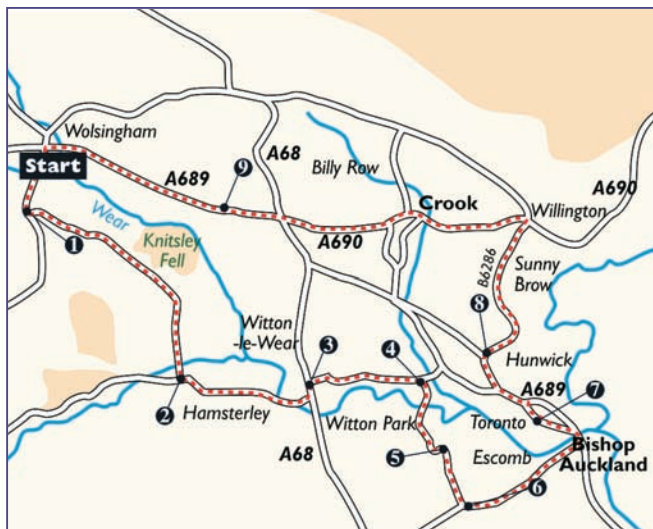 Wolsingham
Start
A689
9
A68
Billy Row
Crook
A690
A690
Willington
1
Wear
Knitsley
Fell
B6286
Sunny
Brow
8
Witton
-le-Wear
3
4
Hunwick
2
Hamsterley
A689
7
Witton Park
Toronto
Bishop
Auckland
A68
5
Escomb
6